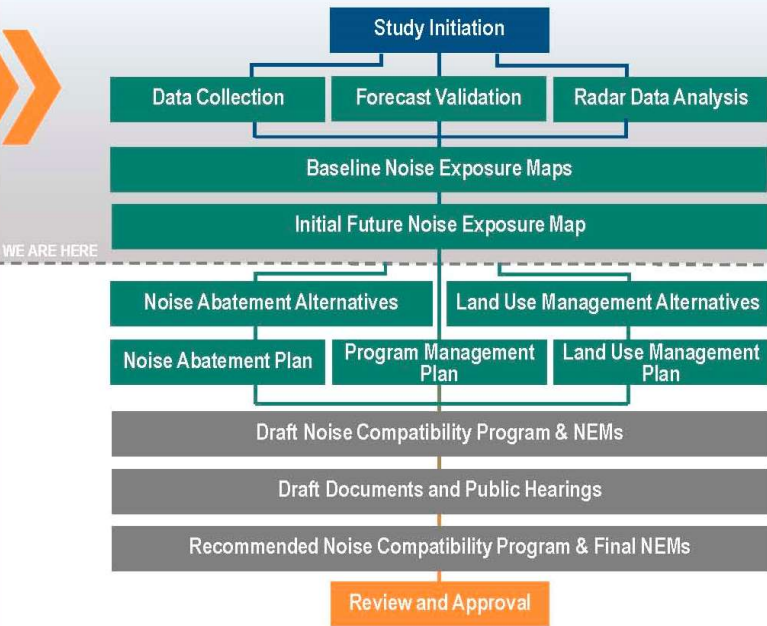 Study Initiation
Data Collection
Forecast Validation
Radar Data Analysis
Baseline Noise Exposure Maps
Initial Future Noise Exposure Map
WE ARE HERE
Noise Abatement Alternatives
Land Use Management Alternatives
Noise Abatement Plan
Program Management
Plan
Land Use Management
Plan
Draft Noise Compatibility Program & NEMs
Draft Documents and Public Hearings
Recommended Noise Compatibility Program & Final NEMs
Review and Approval